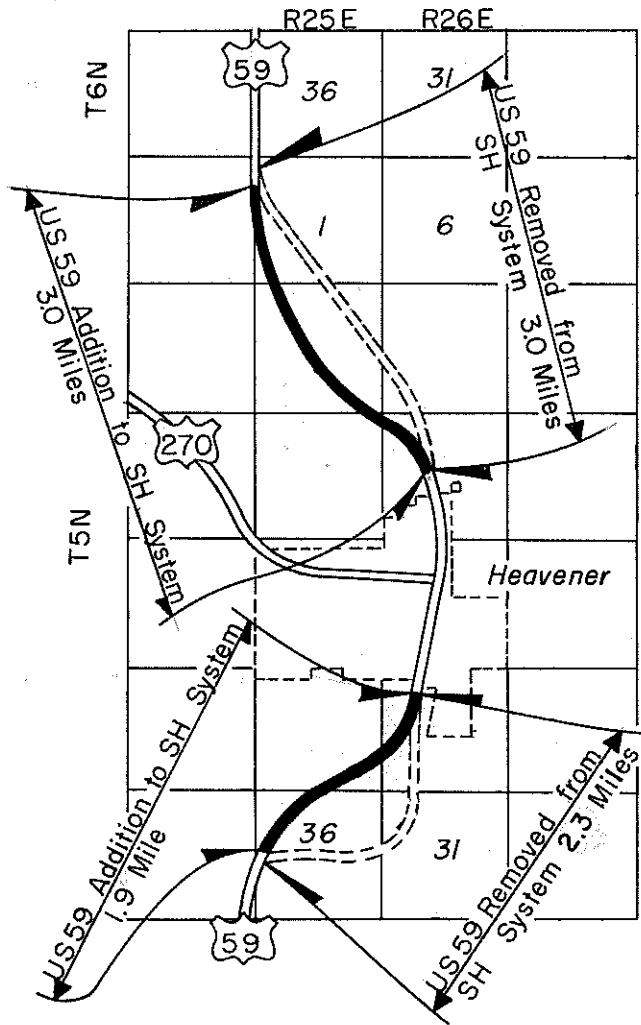 R25E R26E
T6N
59
36
31
US 59 Removed from
SH System 3.0 Miles
US 59 Addition to SH System
3.0 Miles
1
6
270
T5N
Heavener
US 59 Addition to SH System
1.9 Mile
36
31
US 59 Removed from
SH System 2.3 Miles
59